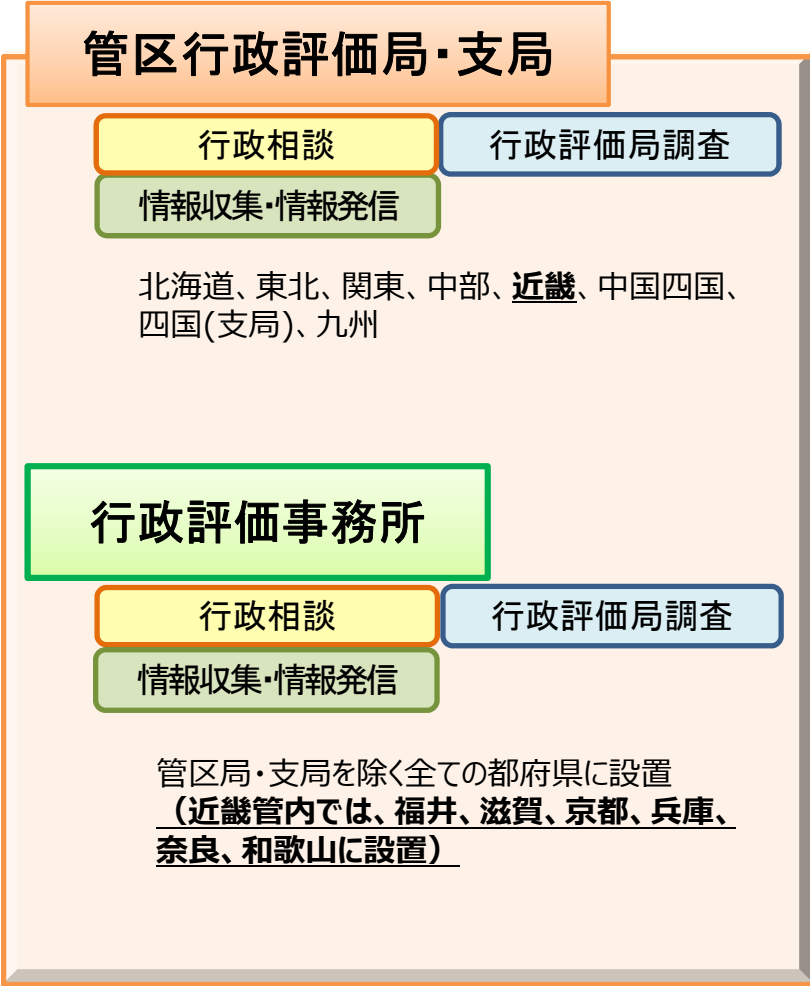 管区行政評価局・支局
行政相談
行政評価局調査
情報収集・情報発信
北海道、東北、関東、中部、近畿、中国四国、
四国(支局)、九州
行政評価事務所
行政相談
行政評価局調査
情報収集・情報発信
管区局・支局を除く全ての都府県に設置
（近畿管内では、福井、滋賀、京都、兵庫、
奈良、和歌山に設置）